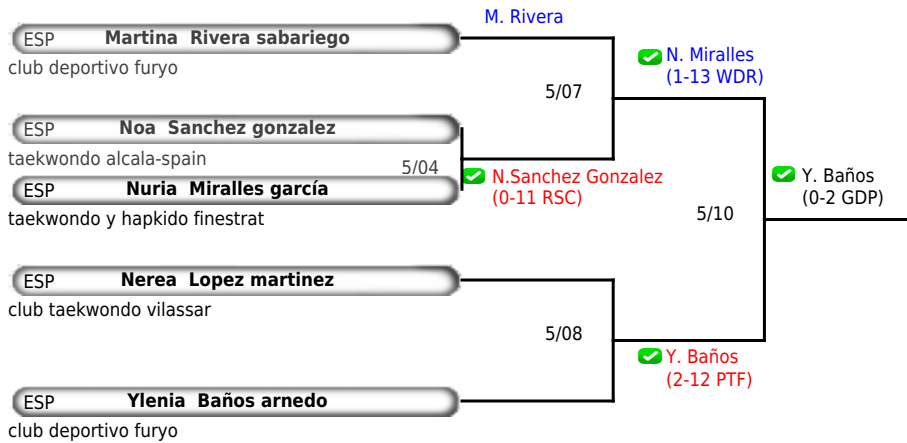 M. Rivera
ESP Martina Rivera sabariego
club deportivo furyo
N. Miralles
(1-13 WDR)
5/07
ESP Noa Sanchez gonzalez
taekwondo alcala-spain
5/04
N.Sanchez Gonzalez
(0-11 RSC)
ESP Nuria Miralles garcía
taekwondo y hapkido finestrat
Y. Baños
(0-2 GDP)
5/10
ESP Nerea Lopez martinez
club taekwondo vilassar
5/08
Y. Baños
(2-12 PTF)
ESP Ylenia Baños arnedo
club deportivo furyo